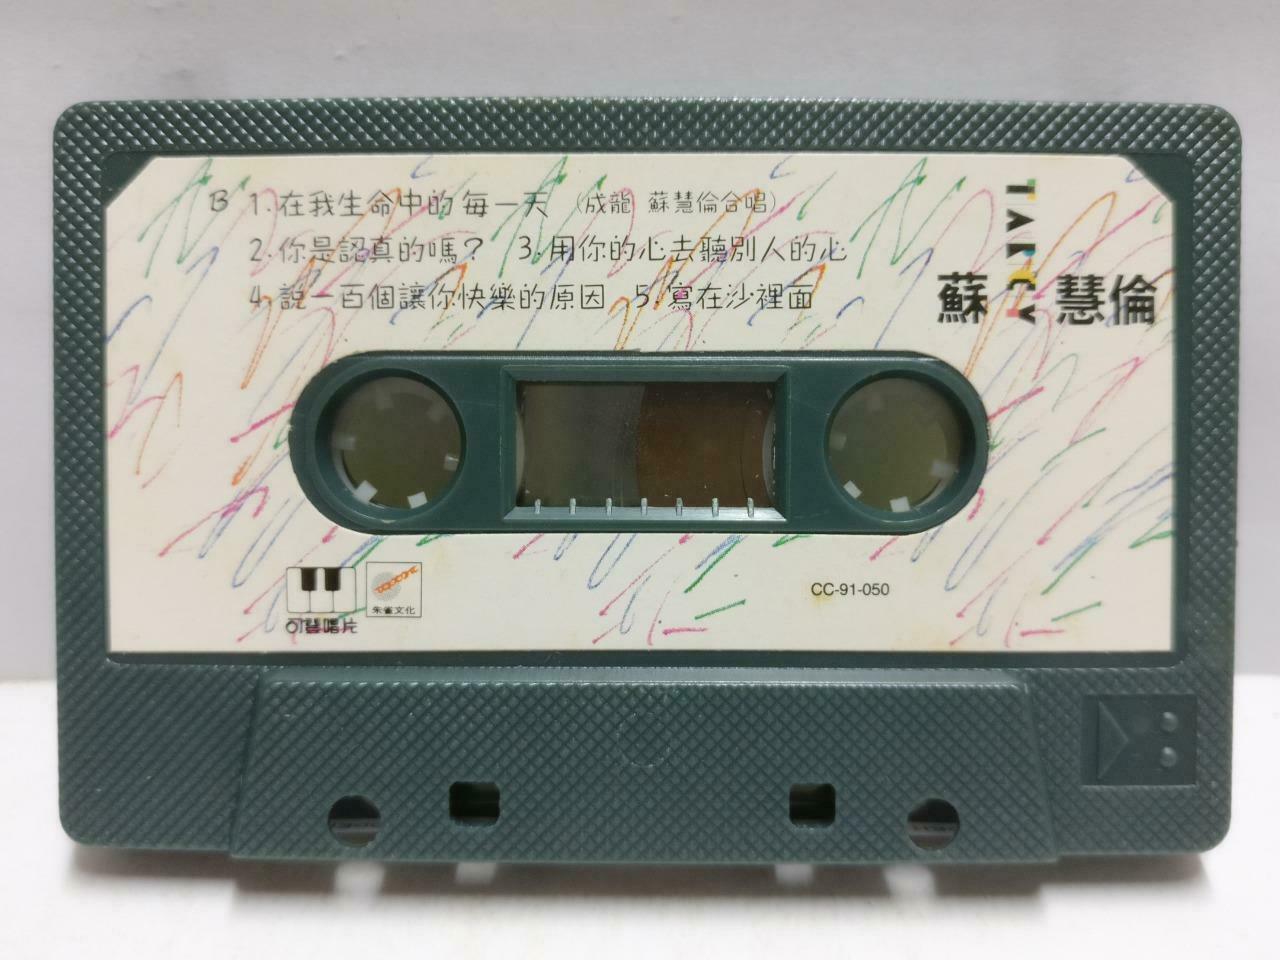 B 1.在我生命中的每一天 (成龍 蘇慧倫合唱)
2.你是認真的嗎? 3.用你的心去聽別人的心
4.說一百個讓你快樂的原因 5.寫在沙裡面
TARCY
蘇慧倫
朱雀文化
可登唱片
CC-91-050